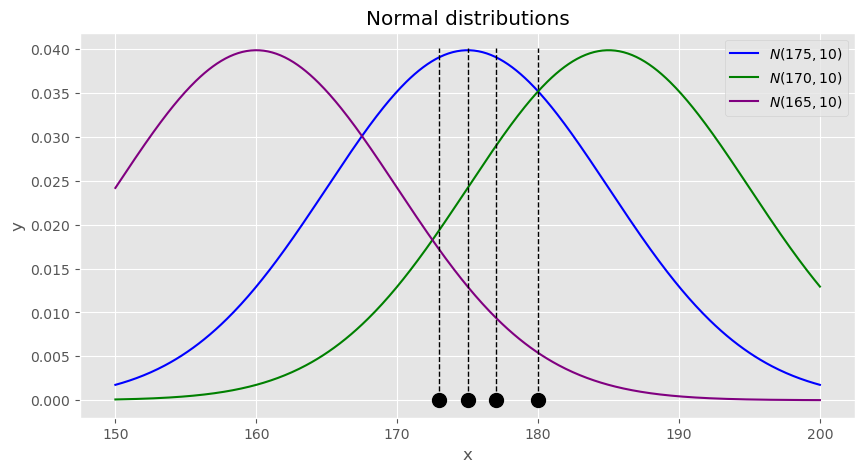 Normal distributions
N(175, 10)
N(170, 10)
N(165, 10)
y
0.040
0.035
0.030
0.025
0.020
0.015
0.010
0.005
0.000
150 160 170 180 190 200
x